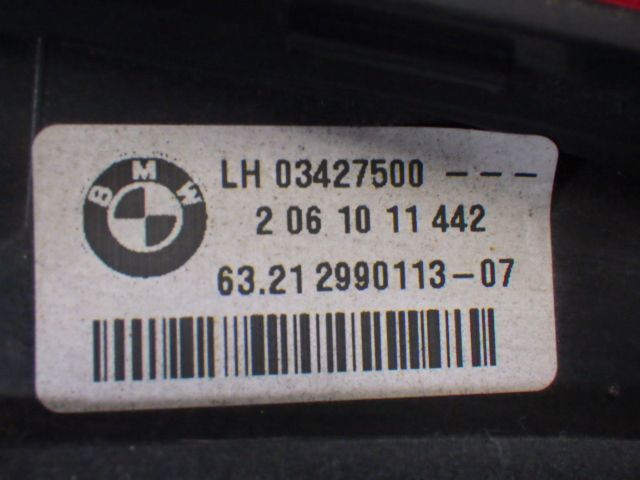 BMW
LH 03427500 ---
2 06 10 11 442
63.21 2990113-07